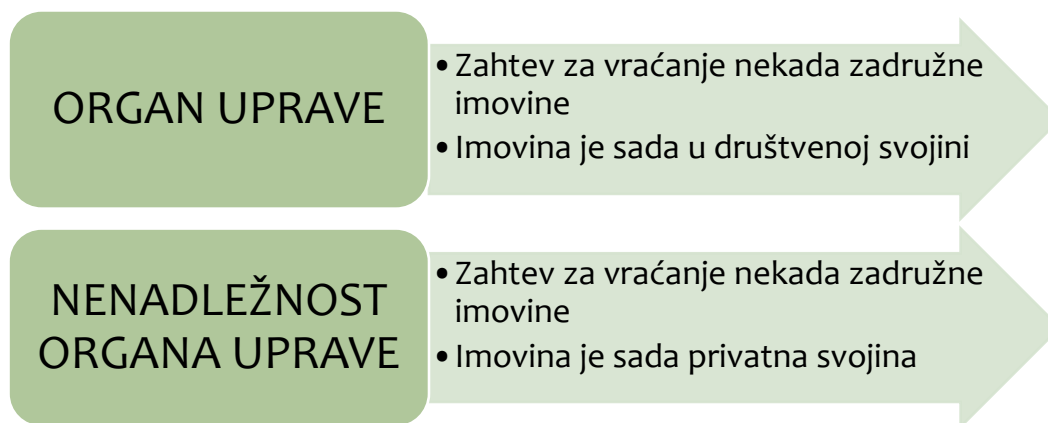 ORGAN UPRAVE
• Zahtev za vraćanje nekada zadružne
imovine
• Imovina je sada u društvenoj svojini
NENADLEŽNOST
ORGANA UPRAVE
• Zahtev za vraćanje nekada zadružne
imovine
• Imovina je sada privatna svojina